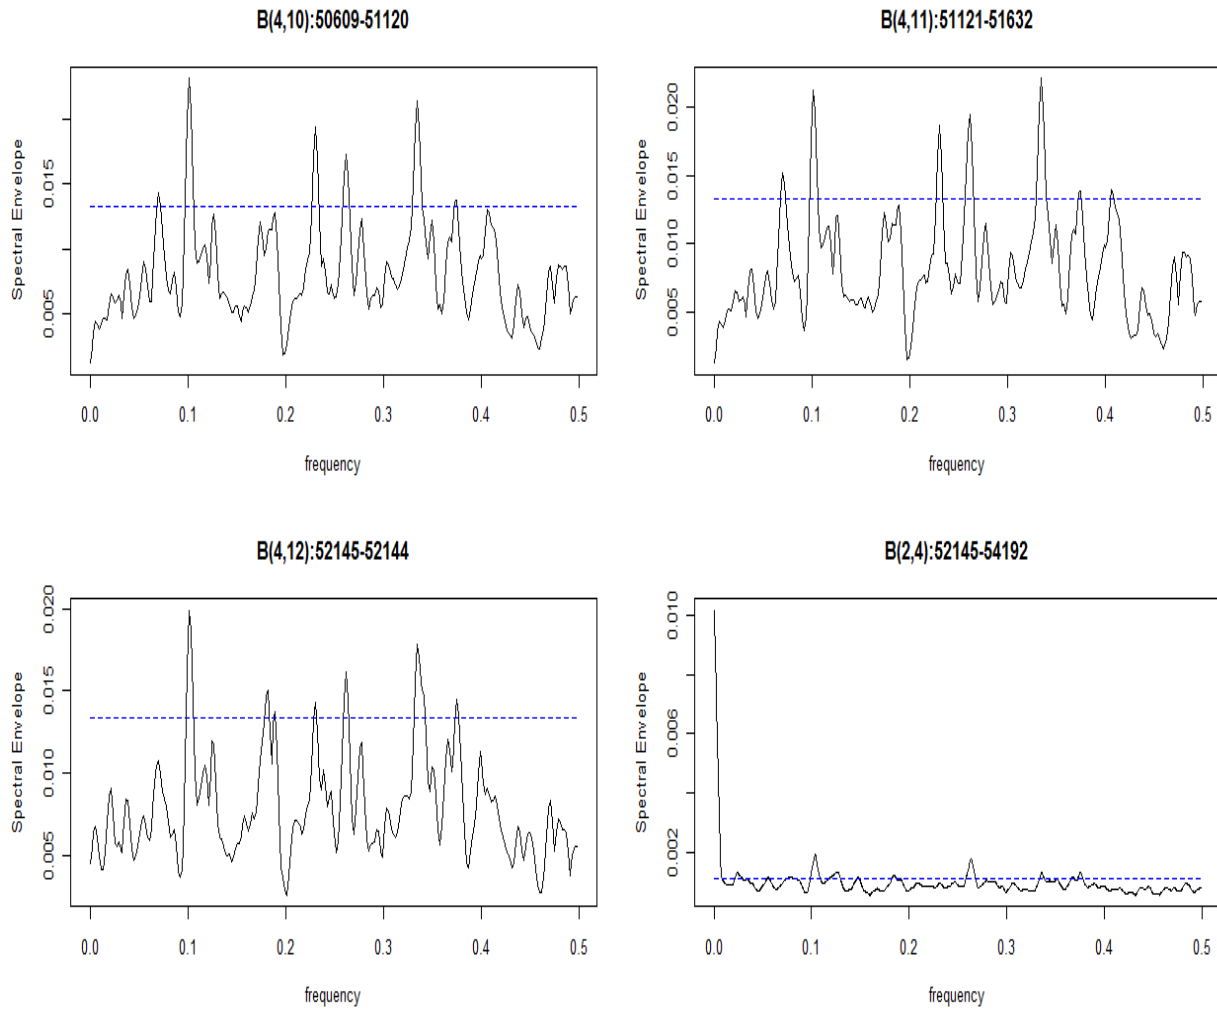 B(4,10):50609-51120
Spectral Envelope
0.005 0.015
0.0 0.1 0.2 0.3 0.4 0.5
frequency
B(4,11):51121-51632
Spectral Envelope
0.005 0.010 0.015 0.020
0.0 0.1 0.2 0.3 0.4 0.5
frequency
B(4,12):52145-52144
Spectral Envelope
0.005 0.010 0.015 0.020
0.0 0.1 0.2 0.3 0.4 0.5
frequency
B(2,4):52145-54192
Spectral Envelope
0.002 0.006 0.010
0.0 0.1 0.2 0.3 0.4 0.5
frequency